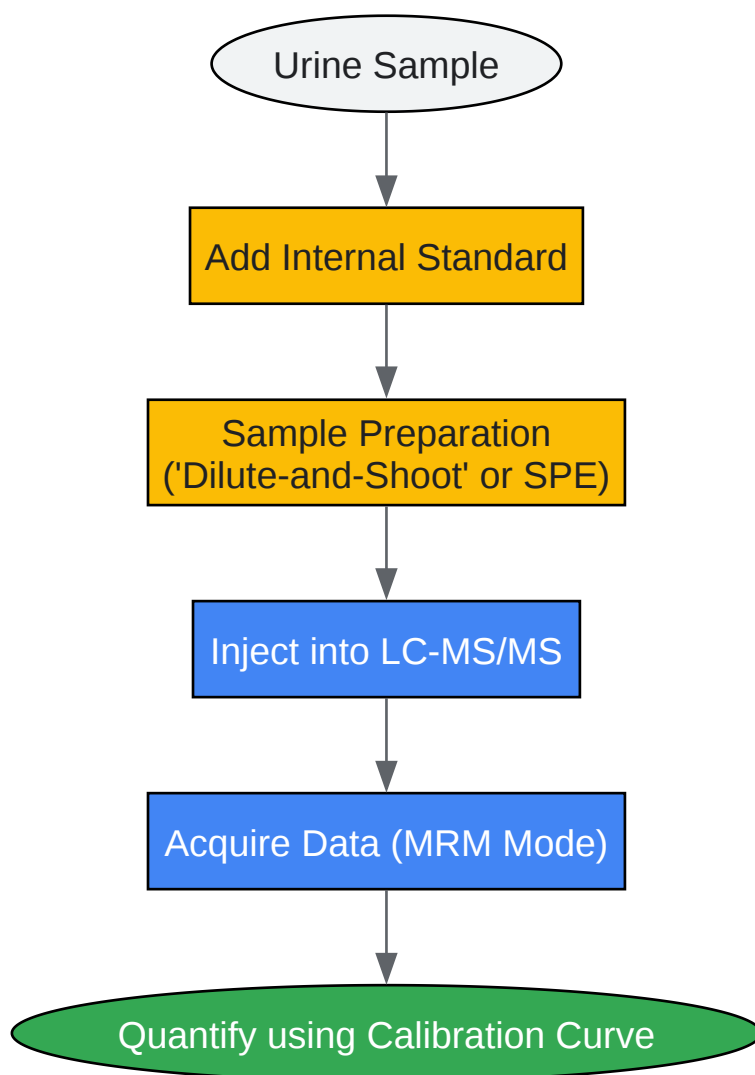 Urine Sample
Add Internal Standard
Sample Preparation
('Dilute-and-Shoot' or SPE)
Inject into LC-MS/MS
Acquire Data (MRM Mode)
Quantify using Calibration Curve